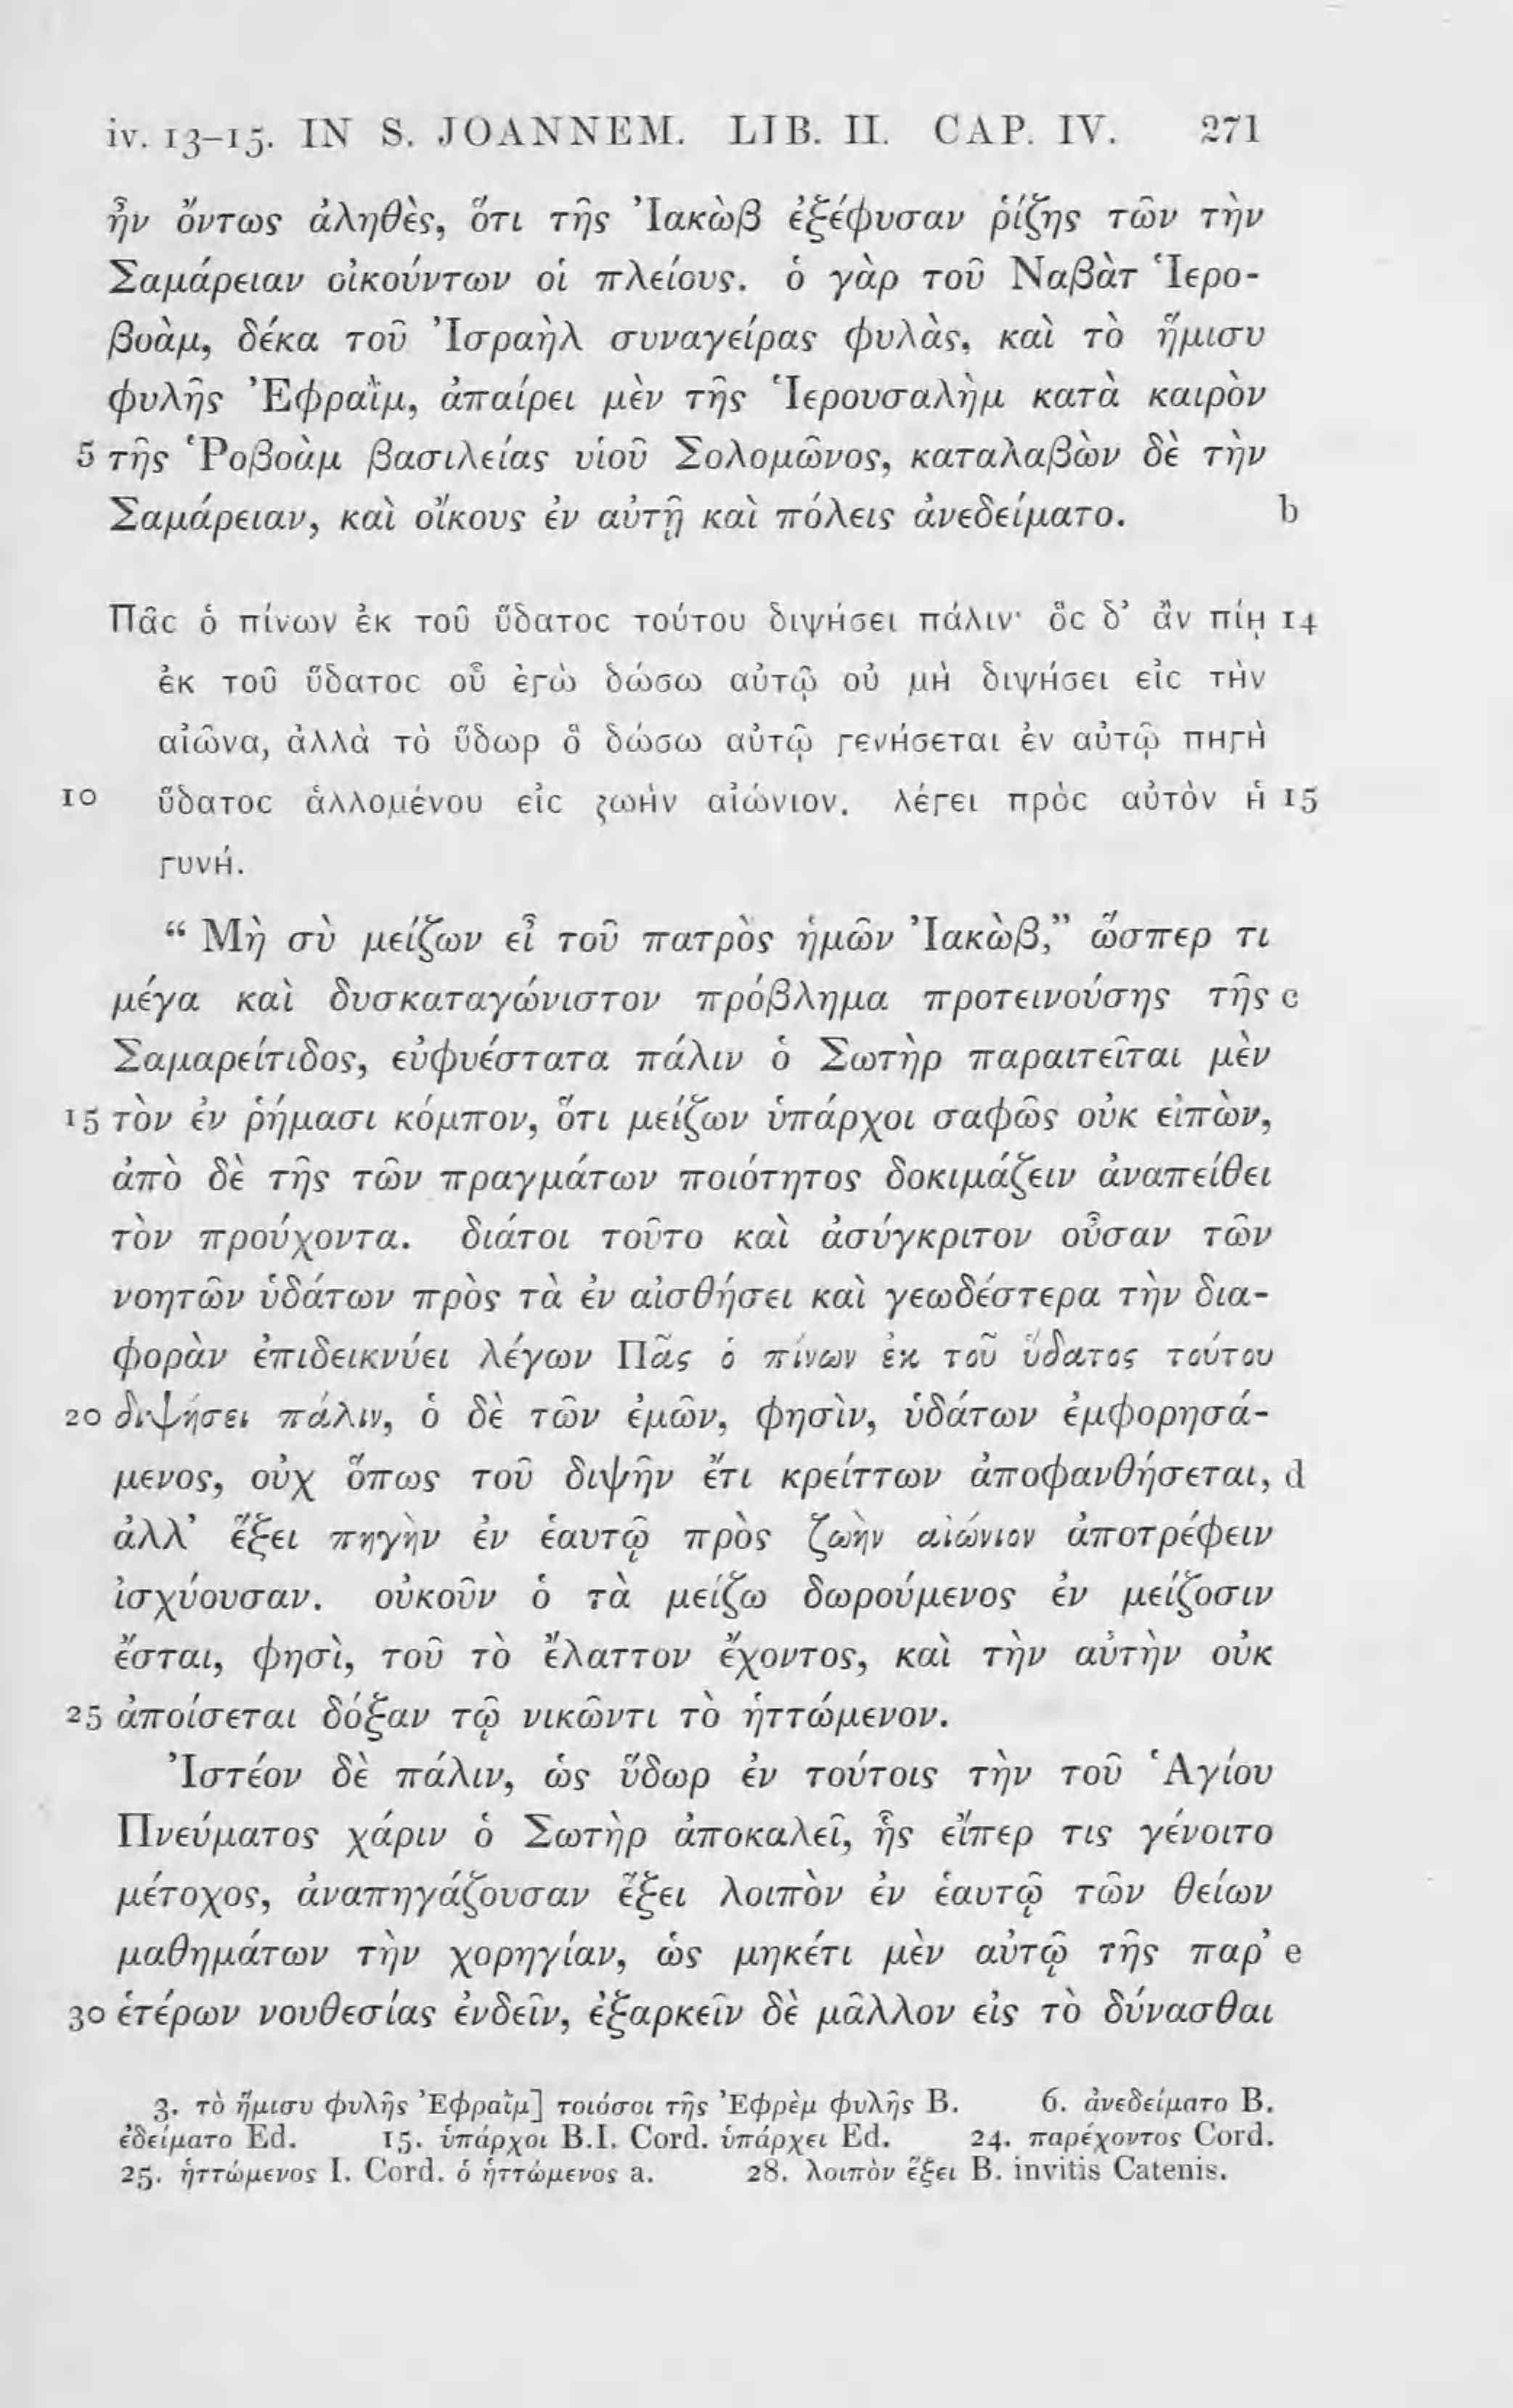 iv. 13–15. IN S. JOANNEM. LIB. II. CAP. IV. 271
ἦν ὄντως ἀληθὲς, ὅτι τῆς Ἰακὼβ ἐξέφυσαν ῥίζης τῶν τὴν
Σαμάρειαν οἰκούντων οἱ πλείους. ὁ γὰρ τοῦ Ναβὰτ Ἱερο-
βοὰμ, δέκα τοῦ Ἰσραὴλ συναγείρας φυλὰς, καὶ τὸ ἥμισυ
φυλῆς Ἐφραῒμ, ἀπαίρει μὲν τῆς Ἱερουσαλὴμ κατὰ καιρὸν
5 τῆς Ῥοβοὰμ βασιλείας υἱοῦ Σολομῶνος, καταλαβὼν δὲ τὴν
Σαμάρειαν, καὶ οἴκους ἐν αὐτῇ καὶ πόλεις ἀνεδείματο. b
Πᾶς ὁ πίνων ἐκ τοῦ ὕδατος τούτου διψήσει πάλιν· ὃς δ’ ἂν πίῃ 14
ἐκ τοῦ ὕδατος οὗ ἐγὼ δώσω αὐτῷ οὐ μὴ διψήσει εἰς τὴν
αἰῶνα, ἀλλὰ τὸ ὕδωρ ὃ δώσω αὐτῷ γενήσεται ἐν αὐτῷ πηγὴ
10 ὕδατος ἁλλομένου εἰς ζωὴν αἰώνιον. λέγει πρὸς αὐτὸν ἡ 15
γυνή.
“ Μὴ σὺ μείζων εἶ τοῦ πατρὸς ἡμῶν Ἰακὼβ,” ὥσπερ τι
μέγα καὶ δυσκαταγώνιστον πρόβλημα προτεινούσης τῆς c
Σαμαρείτιδος, εὐφυέστατα πάλιν ὁ Σωτὴρ παραιτεῖται μὲν
15 τὸν ἐν ῥήμασι κόμπον, ὅτι μείζων ὑπάρχοι σαφῶς οὐκ εἰπὼν,
ἀπὸ δὲ τῆς τῶν πραγμάτων ποιότητος δοκιμάζειν ἀναπείθει
τὸν προύχοντα. διάτοι τοῦτο καὶ ἀσύγκριτον οὖσαν τῶν
νοητῶν ὑδάτων πρὸς τὰ ἐν αἰσθήσει καὶ γεωδέστερα τὴν δια-
φορὰν ἐπιδεικνύει λέγων Πᾶς ὁ πίνων ἐκ τοῦ ὕδατος τούτου
20 διψήσει πάλιν, ὁ δὲ τῶν ἐμῶν, φησὶν, ὑδάτων ἐμφορησά-
μενος, οὐχ ὅπως τοῦ διψῆν ἔτι κρείττων ἀποφανθήσεται, d
ἀλλ’ ἕξει πηγὴν ἐν ἑαυτῷ πρὸς ζωὴν αἰώνιον ἀποτρέφειν
ἰσχύουσαν. οὐκοῦν ὁ τὰ μείζω δωρούμενος ἐν μείζοσιν
ἔσται, φησὶ, τοῦ τὸ ἔλαττον ἔχοντος, καὶ τὴν αὐτὴν οὐκ
25 ἀποίσεται δόξαν τῷ νικῶντι τὸ ἡττώμενον.
Ἰστέον δὲ πάλιν, ὡς ὕδωρ ἐν τούτοις τὴν τοῦ Ἁγίου
Πνεύματος χάριν ὁ Σωτὴρ ἀποκαλεῖ, ἧς εἴπερ τις γένοιτο
μέτοχος, ἀναπηγάζουσαν ἕξει λοιπὸν ἐν ἑαυτῷ τῶν θείων
μαθημάτων τὴν χορηγίαν, ὡς μηκέτι μὲν αὐτῷ τῆς παρ’ e
30 ἑτέρων νουθεσίας ἐνδεῖν, ἐξαρκεῖν δὲ μᾶλλον εἰς τὸ δύνασθαι
3. τὸ ἥμισυ φυλῆς Ἐφραῒμ] τοιόσοι τῆς Ἐφρὲμ φυλῆς B. 6. ἀνεδείματο B.
ἐδείματο Ed. 15. ὑπάρχοι B.I. Cord. ὑπάρχει Ed. 24. παρέχοντος Cord.
25. ἡττώμενος I. Cord. ὁ ἡττώμενος a. 28. λοιπὸν ἕξει B. invitis Catenis.